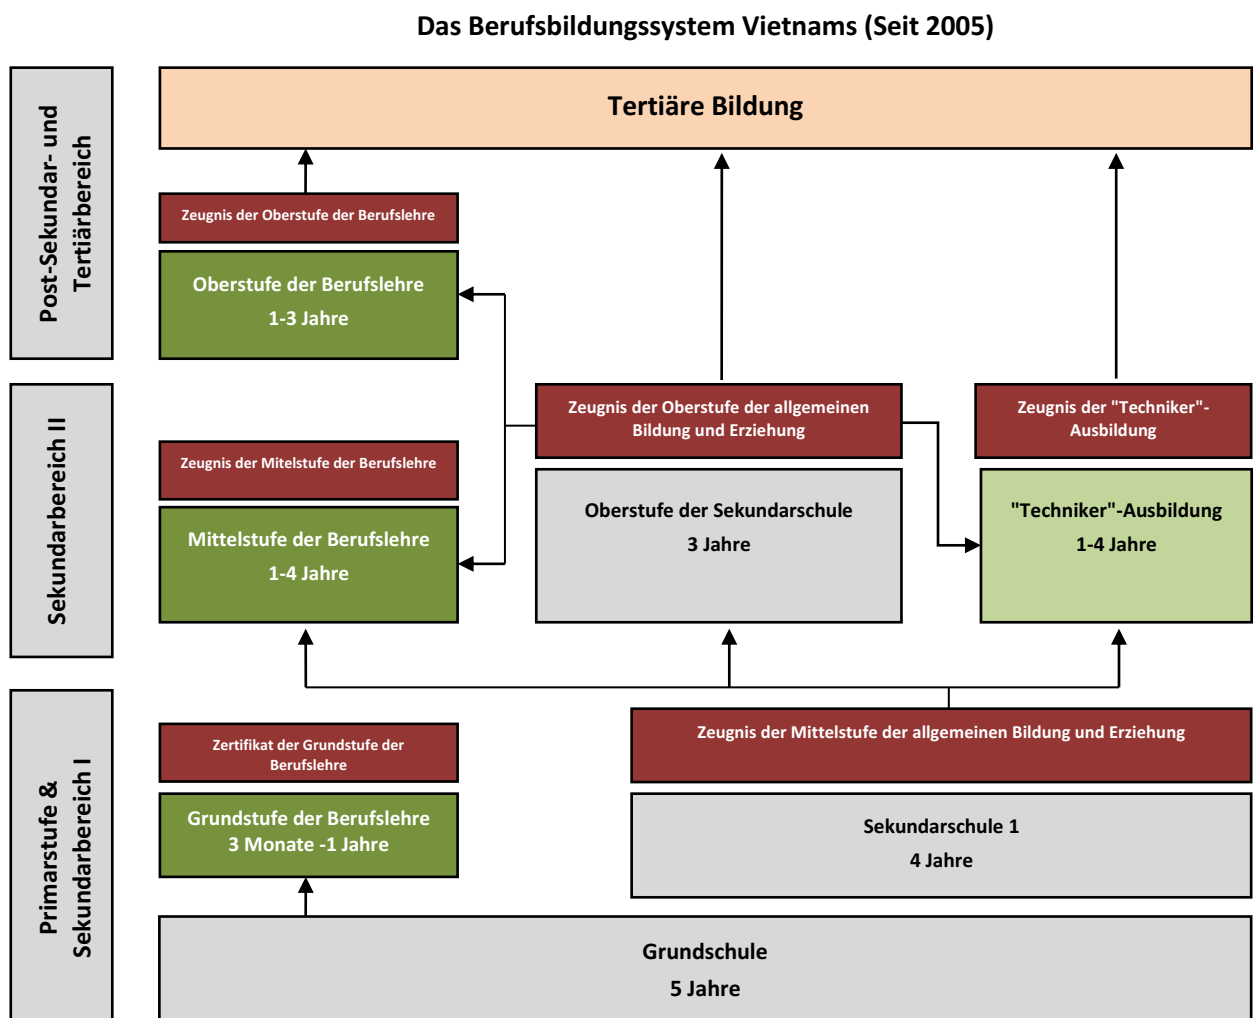 Das Berufsbildungssystem Vietnams (Seit 2005)
Post-Sekundar- und
Tertiärbereich
Tertiäre Bildung
Zeugnis der Oberstufe der Berufslehre
Oberstufe der Berufslehre
1-3 Jahre
Sekundarbereich II
Zeugnis der Mitelstufe der Berufslehre
Mittelstufe der Berufslehre
1-4 Jahre
Zeugnis der Oberstufe der allgemeinen
Bildung und Erziehung
Oberstufe der Sekundarschule
3 Jahre
Zeugnis der "Techniker"-
Ausbildung
"Techniker"-Ausbildung
1-4 Jahre
Primarstufe &
Sekundarbereich I
Zertifikat der Grundstufe der
Berufslehre
Grundstufe der Berufslehre
3 Monate -1 Jahre
Zeugnis der Mittelstufe der allgemeinen Bildung und Erziehung
Sekundarschule 1
4 Jahre
Grundschule
5 Jahre